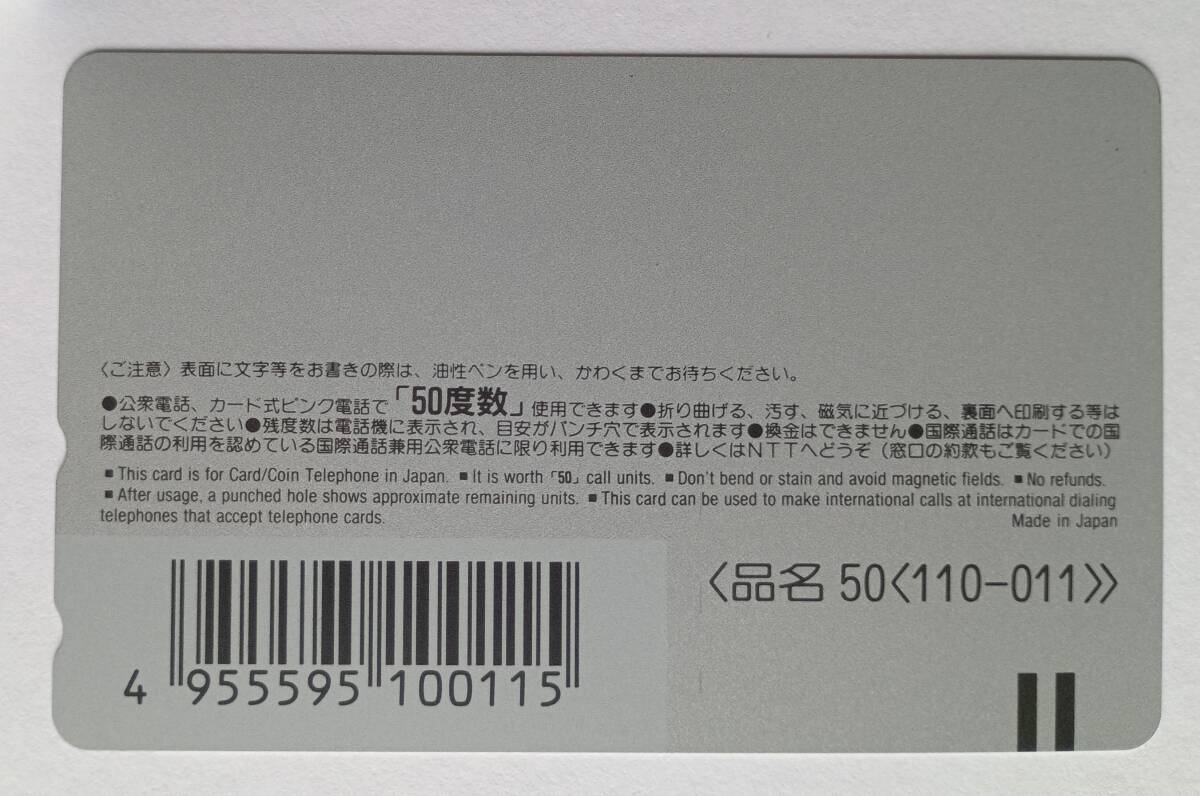 〈ご注意〉表面に文字等をお書きの際は、油性ペンを用い、かわくまでお待ちください。
●公衆電話、カード式ピンク電話で「50度数」使用できます●折り曲げる、汚す、磁気に近づける、裏面へ印刷する等は
しないでください●残度数は電話機に表示され、目安がパンチ穴で表示されます●換金はできません●国際通話はカードでの国
際通話の利用を認めている国際通話兼用公衆電話に限り利用できます●詳しくはNTTへどうぞ（窓口の約款もご覧ください）
■This card is for Card/Coin Telephone in Japan. ■It is worth「50」call units. ■Don't bend or stain and avoid magnetic fields. ■No refunds.
■After usage, a punched hole shows approximate remaining units. ■This card can be used to make international calls at international dialing
telephones that accept telephone cards.
Made in Japan
〈品名 50〈110-011〉〉
4 955595 100115